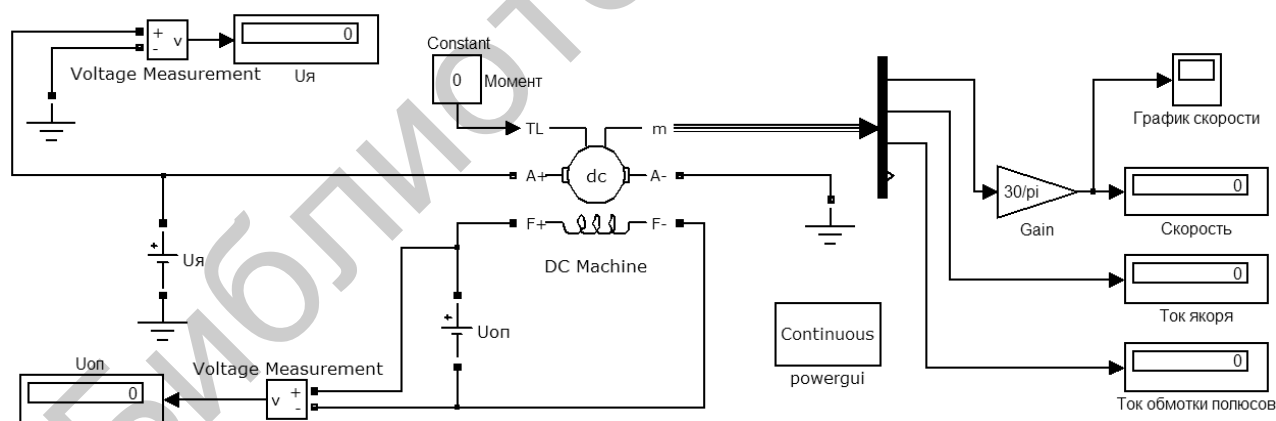 +
-
v
0
Voltage Measurement
Uя
Constant
0
Момент
TL
m
A+
dc
A-
F+
F-
DC Machine
+
Uя
+
Uоп
30/pi
Gain
График скорости
0
Скорость
0
Ток якоря
0
Ток обмотки полюсов
Continuous
powergui
Uоп
0
Voltage Measurement
v
+
-
Библиоте